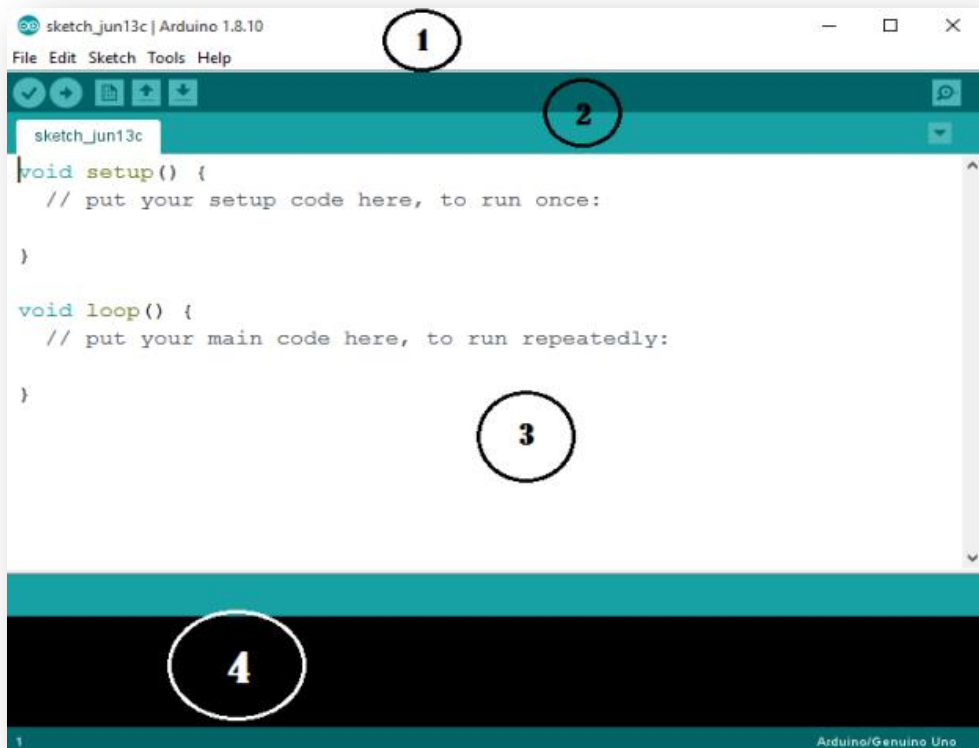 sketch_jun13c | Arduino 1.8.10
1
File Edit Sketch Tools Help
2
sketch_jun13c
void setup() {
  // put your setup code here, to run once:
}
void loop() {
  // put your main code here, to run repeatedly:
}
3
4
1 Arduino/Genuino Uno